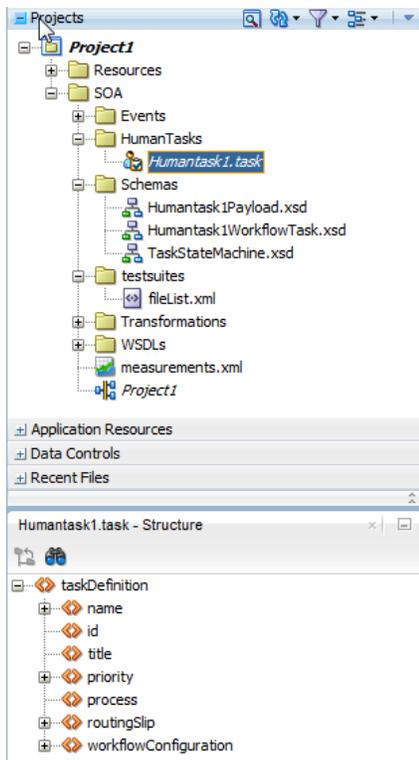 Projects
Project1
Resources
SOA
Events
HumanTasks
Humantask1.task
Schemas
Humantask1Payload.xsd
Humantask1WorkflowTask.xsd
TaskStateMachine.xsd
testsuites
fileList.xml
Transformations
WSDLs
measurements.xml
Project1
Application Resources
Data Controls
Recent Files
Humantask1.task - Structure
taskDefinition
name
id
title
priority
process
routingSlip
workflowConfiguration